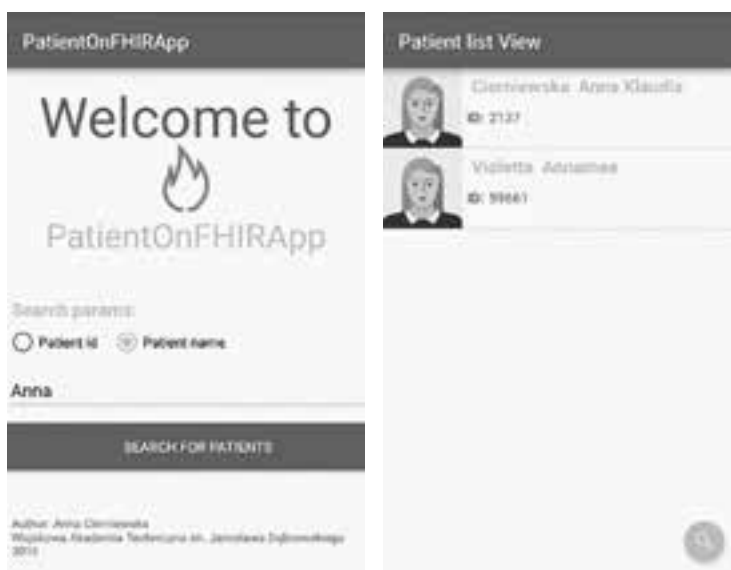 PatientOnFHIRApp
Welcome to
PatientOnFHIRApp
Search params:
Patient id Patient name
Anna
SEARCH FOR PATIENTS
Author: Anna Cierniewska
Wojskowa Akademia Techniczna im. Jarosława Dąbrowskiego
Patient list View
Cierniewska Anna Klaudia
ID: 2137
Violetta
ID: 99661